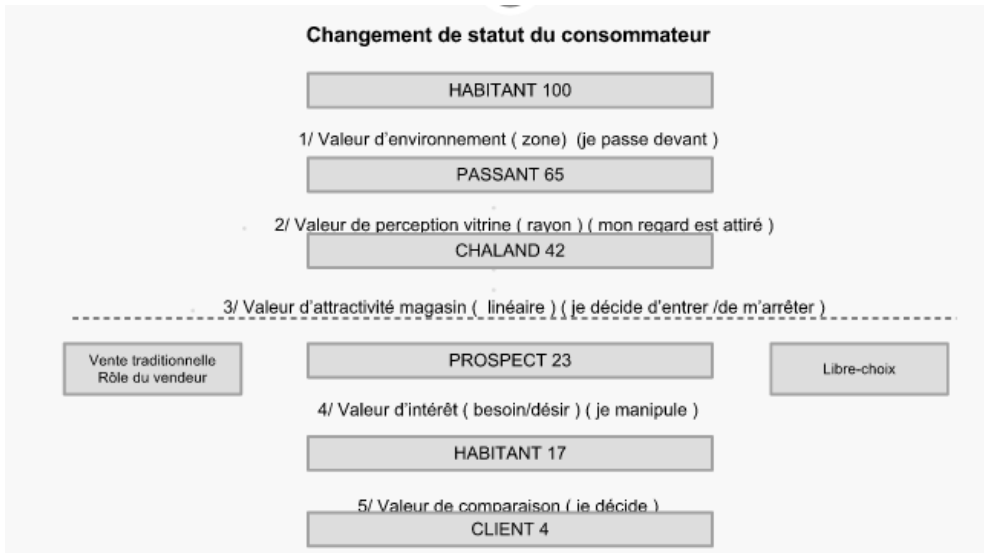 Changement de statut du consommateur
HABITANT 100
1/ Valeur d'environnement ( zone) (je passe devant )
PASSANT 65
2/ Valeur de perception vitrine ( rayon ) ( mon regard est attiré )
CHALAND 42
3/ Valeur d'attractivité magasin ( linéaire ) ( je décide d'entrer /de m'arrêter )
Vente traditionnelle
Rôle du vendeur
PROSPECT 23
Libre-choix
4/ Valeur d'intérêt ( besoin/désir ) ( je manipule )
HABITANT 17
5/ Valeur de comparaison ( je décide )
CLIENT 4